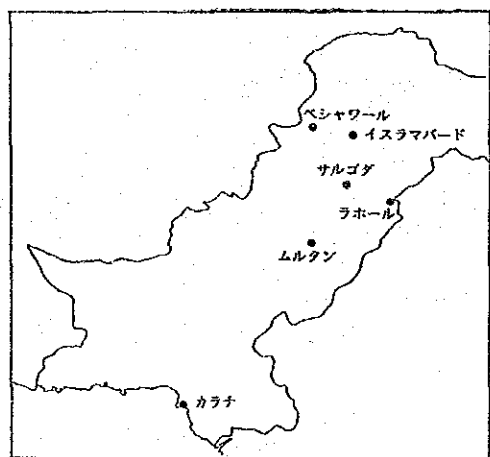 ペシャワール
イスラマバード
サルゴダ
ラホール
ムルタン
カラチ